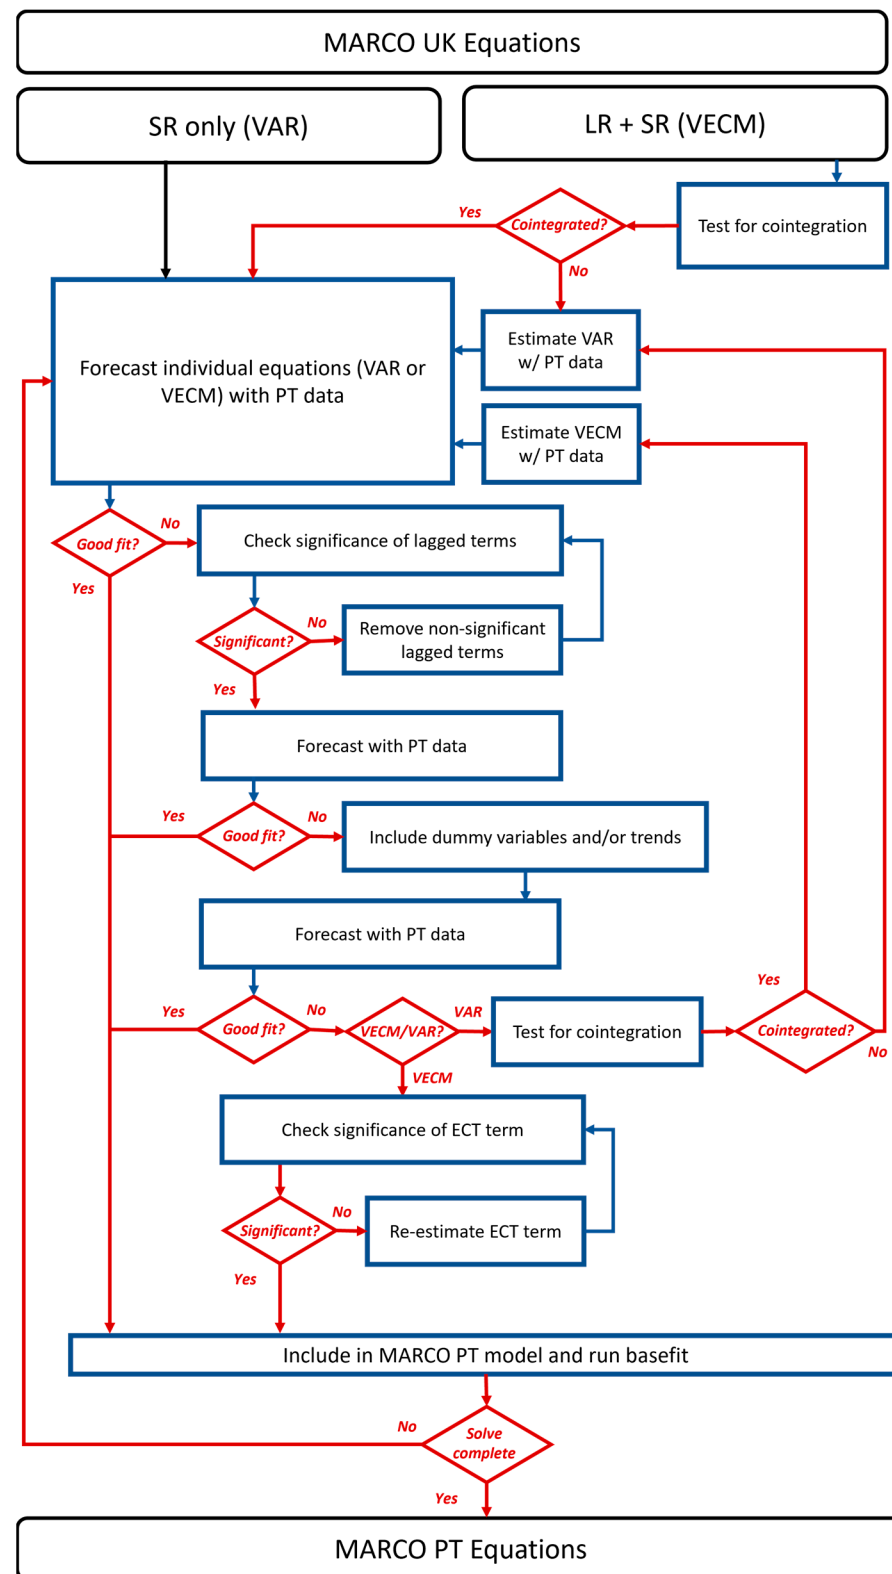 MARCO UK Equations
SR only (VAR)
LR + SR (VECM)
Test for cointegration
Cointegrated?
Yes
No
Estimate VAR
w/ PT data
Forecast individual equations (VAR or
VECM) with PT data
Estimate VECM
w/ PT data
Good fit?
No
Yes
Check significance of lagged terms
Significant?
No
Yes
Remove non-significant
lagged terms
Forecast with PT data
Yes
Good fit?
No
Include dummy variables and/or trends
Forecast with PT data
Yes
Good fit?
No
VECM/VAR?
VAR
VECM
Test for cointegration
Yes
Cointegrated?
No
Check significance of ECT term
Significant?
No
Yes
Re-estimate ECT term
Include in MARCO PT model and run basefit
No
Solve
complete
Yes
MARCO PT Equations